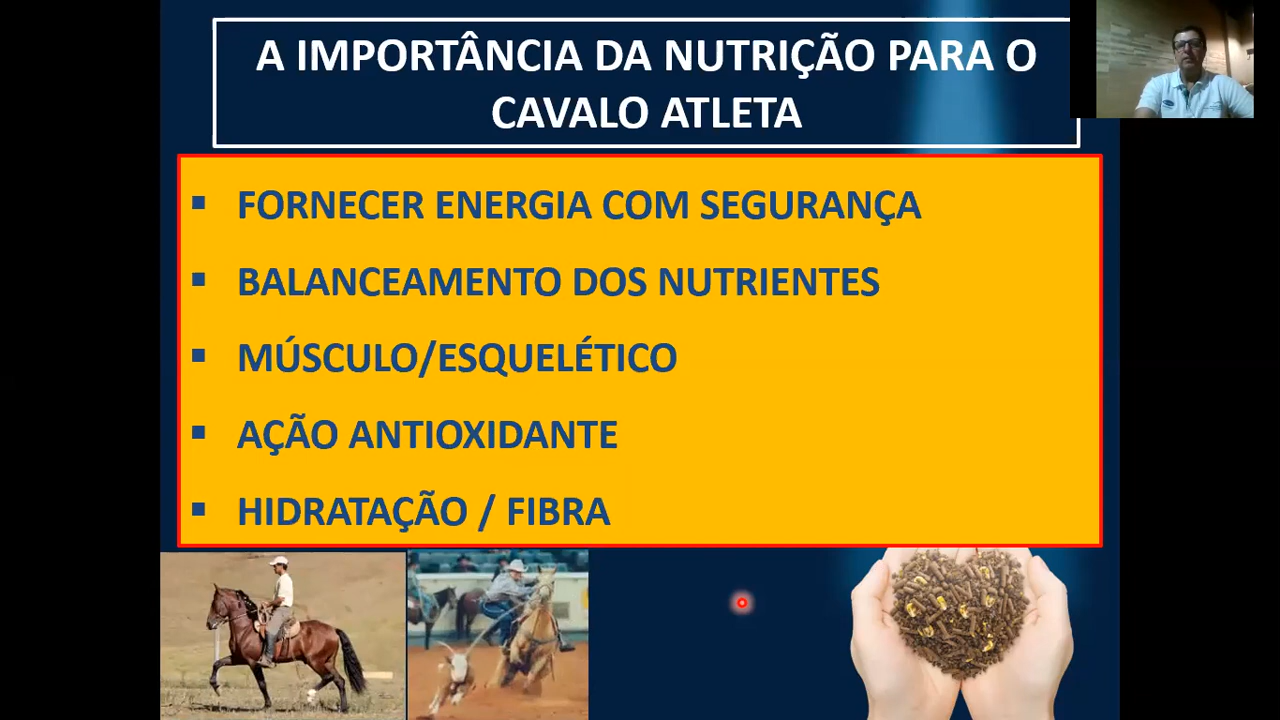 A IMPORTÂNCIA DA NUTRIÇÃO PARA O
CAVALO ATLETA
▪ FORNECER ENERGIA COM SEGURANÇA
▪ BALANCEAMENTO DOS NUTRIENTES
▪ MÚSCULO/ESQUELÉTICO
▪ AÇÃO ANTIOXIDANTE
▪ HIDRATAÇÃO / FIBRA